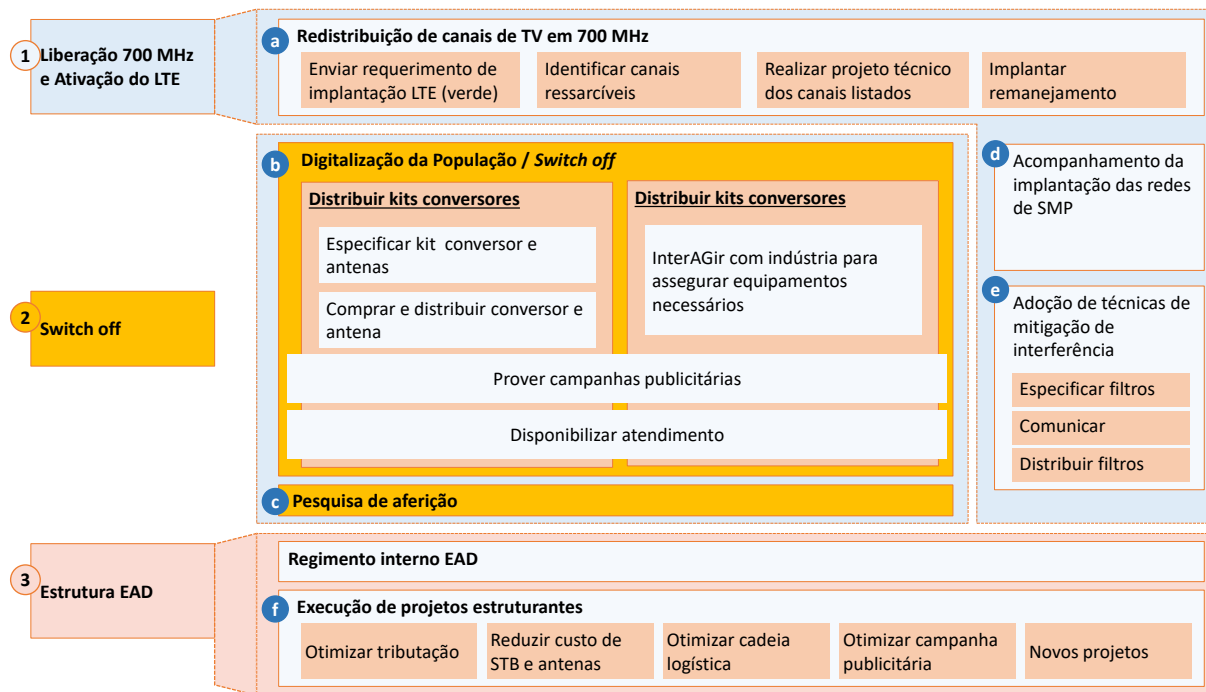 1
Liberação 700 MHz
e Ativação do LTE
a
Redistribuição de canais de TV em 700 MHz
Enviar requerimento de
implantação LTE (verde)
Identificar canais
ressarcíveis
Realizar projeto técnico
dos canais listados
Implantar
remanejamento
2
Switch off
b
Digitalização da População / Switch off
Distribuir kits conversores
Especificar kit conversor e
antenas
Comprar e distribuir conversor e
antena
Distribuir kits conversores
InterAGir com indústria para
assegurar equipamentos
necessários
Prover campanhas publicitárias
Disponibilizar atendimento
c
Pesquisa de aferição
d
Acompanhamento da
implantação das redes
de SMP
e
Adoção de técnicas de
mitigação de
interferência
Especificar filtros
Comunicar
Distribuir filtros
3
Estrutura EAD
Regimento interno EAD
f
Execução de projetos estruturantes
Otimizar tributação
Reduzir custo de
STB e antenas
Otimizar cadeia
logística
Otimizar campanha
publicitária
Novos projetos